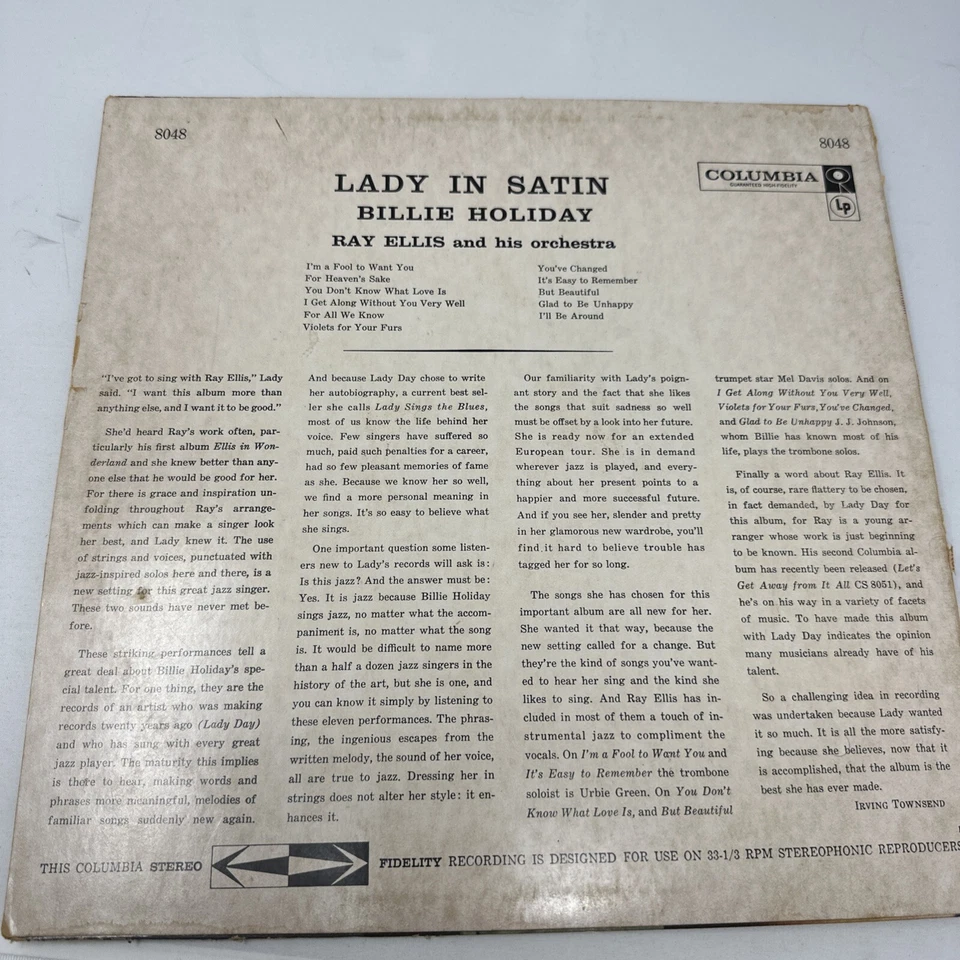 8048
8048
COLUMBIA
GUARANTEED HIGH-FIDELITY
Lp
LADY IN SATIN
BILLIE HOLIDAY
RAY ELLIS and his orchestra
I'm a Fool to Want You
For Heaven's Sake
You Don't Know What Love Is
I Get Along Without You Very Well
For All We Know
Violets for Your Furs
You've Changed
It's Easy to Remember
But Beautiful
Glad to Be Unhappy
I'll Be Around
"I've got to sing with Ray Ellis," Lady
said. "I want this album more than
anything else, and I want it to be good."
She'd heard Ray's work often, par-
ticularly his first album Ellis in Won-
derland and she knew better than any-
one else that he would be good for her.
For there is grace and inspiration un-
folding throughout Ray's arrange-
ments which can make a singer look
her best, and Lady knew it. The use
of strings and voices, punctuated with
jazz-inspired solos here and there, is a
new setting for this great jazz singer.
These two sounds have never met be-
fore.
These striking performances tell a
great deal about Billie Holiday's spe-
cial talent. For one thing, they are the
records of an artist who was making
records twenty years ago (Lady Day)
and who has sung with every great
jazz player. The maturity this implies
is there to hear, making words and
phrases more meaningful, melodies of
familiar songs suddenly new again.
And because Lady Day chose to write
her autobiography, a current best sel-
ler she calls Lady Sings the Blues,
most of us know the life behind her
voice. Few singers have suffered so
much, paid such penalties for a career,
had so few pleasant memories of fame
as she. Because we know her so well,
we find a more personal meaning in
her songs. It's so easy to believe what
she sings.
One important question some listen-
ers new to Lady's records will ask is:
Is this jazz? And the answer must be:
Yes. It is jazz because Billie Holiday
sings jazz, no matter what the accom-
paniment is, no matter what the song
is. It would be difficult to name more
than a half a dozen jazz singers in the
history of the art, but she is one, and
you can know it simply by listening to
these eleven performances. The phras-
ing, the ingenious escapes from the
written melody, the sound of her voice,
all are true to jazz. Dressing her in
strings does not alter her style: it en-
hances it.
Our familiarity with Lady's poign-
ant story and the fact that she likes
the songs that suit sadness so well
must be offset by a look into her future.
She is ready now for an extended
European tour. She is in demand
wherever jazz is played, and every-
thing about her present points to a
happier and more successful future.
And if you see her, slender and pretty
in her glamorous new wardrobe, you'll
find it hard to believe trouble has
tagged her for so long.
The songs she has chosen for this
important album are all new for her.
She wanted it that way, because the
new setting called for a change. But
they're the kind of songs you've want-
ed to hear her sing and the kind she
likes to sing. And Ray Ellis has in-
cluded in most of them a touch of in-
strumental jazz to compliment the
vocals. On I'm a Fool to Want You and
It's Easy to Remember the trombone
soloist is Urbie Green. On You Don't
Know What Love Is, and But Beautiful
trumpet star Mel Davis solos. And on
I Get Along Without You Very Well,
Violets for Your Furs, You've Changed,
and Glad to Be Unhappy J. J. Johnson,
whom Billie has known most of his
life, plays the trombone solos.
Finally a word about Ray Ellis. It
is, of course, rare flattery to be chosen,
in fact demanded, by Lady Day for
this album, for Ray is a young ar-
ranger whose work is just beginning
to be known. His second Columbia al-
bum has recently been released (Let's
Get Away from It All CS 8051), and
he's on his way in a variety of facets
of music. To have made this album
with Lady Day indicates the opinion
many musicians already have of his
talent.
So a challenging idea in recording
was undertaken because Lady wanted
it so much. It is all the more satisfy-
ing because she believes, now that it
is accomplished, that the album is the
best she has ever made.
IRVING TOWNSEND
THIS COLUMBIA STEREO FIDELITY RECORDING IS DESIGNED FOR USE ON 33-1/3 RPM STEREOPHONIC REPRODUCERS